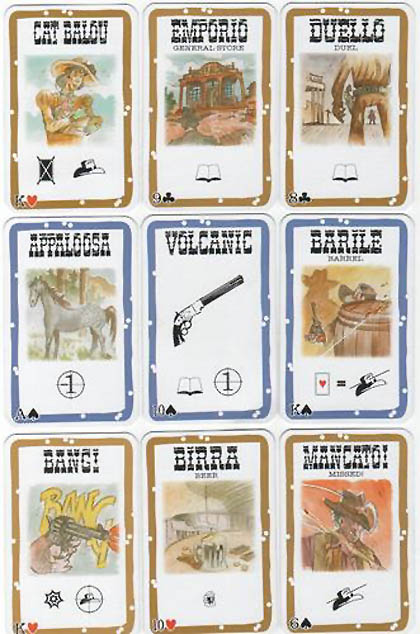 CAT BALOU
K♥
EMPORIO
GENERAL STORE
9♣
DUELLO
DUEL
8♣
APPALOOSA
-1
A♠
VOLCANIC
1
10♠
BARILE
BARREL
♥ =
K♠
BANG!
BANG
K♥
BIRRA
BEER
10♥
MANCATO!
MISSED!
6♠